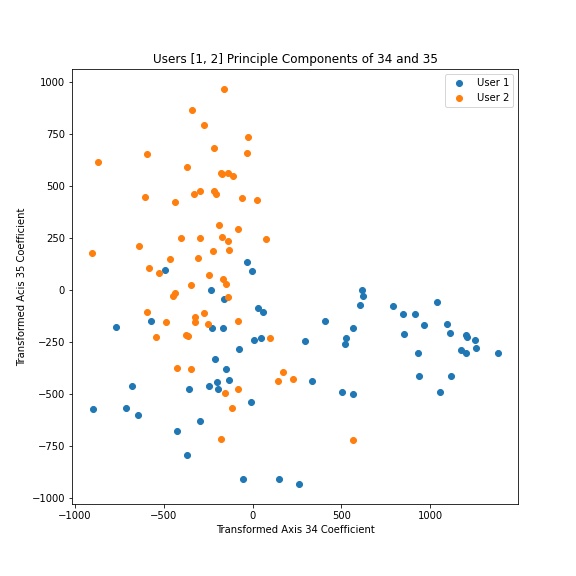 Users [1, 2] Principle Components of 34 and 35
User 1
User 2
1000
750
500
250
0
−250
−500
−750
−1000
Transformed Acis 35 Coefficient
−1000
−500
0
500
1000
Transformed Axis 34 Coefficient